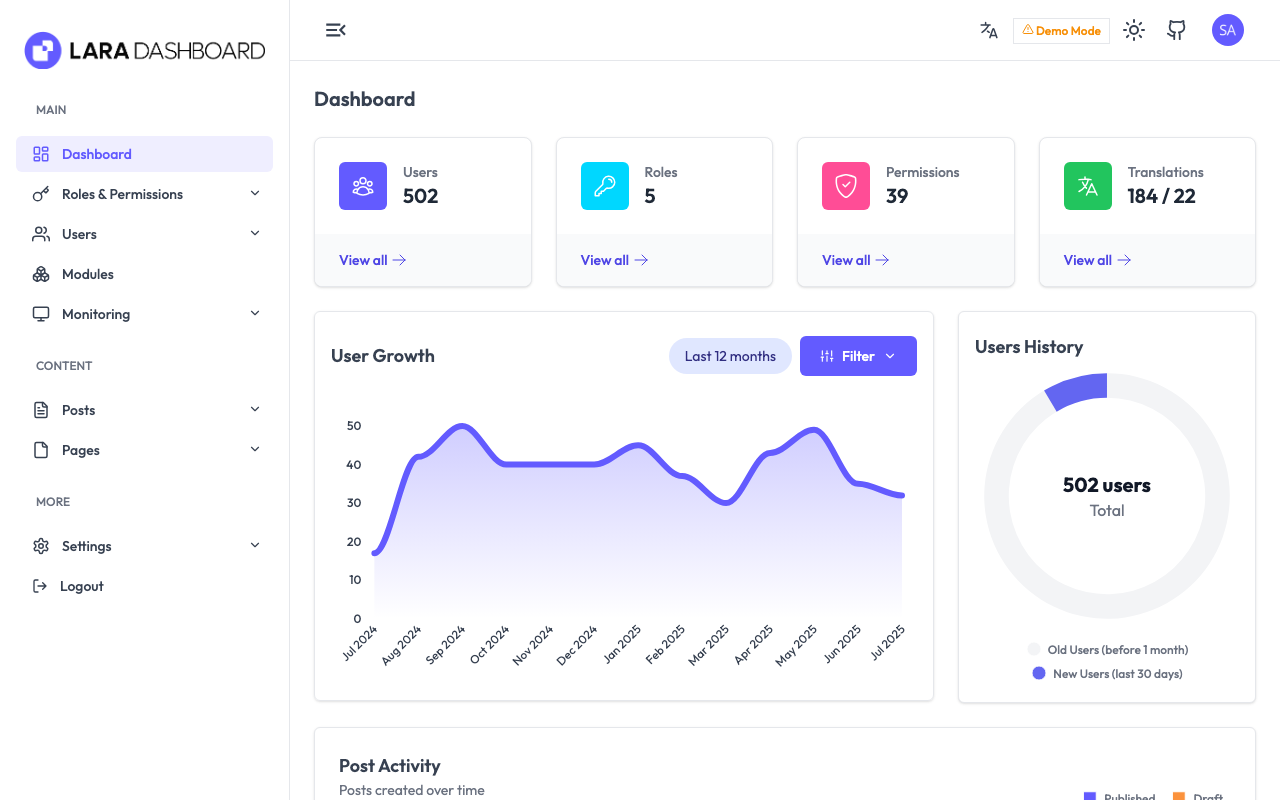 LARA DASHBOARD
Demo Mode
SA
MAIN
Dashboard
Roles & Permissions
Users
Modules
Monitoring
CONTENT
Posts
Pages
MORE
Settings
Logout
Dashboard
Users
502
View all
Roles
5
View all
Permissions
39
View all
Translations
184 / 22
View all
User Growth
Last 12 months
Filter
50
40
30
20
10
0
Jul 2024
Aug 2024
Sep 2024
Oct 2024
Nov 2024
Dec 2024
Jan 2025
Feb 2025
Mar 2025
Apr 2025
May 2025
Jun 2025
Jul 2025
Users History
502 users
Total
Old Users (before 1 month)
New Users (last 30 days)
Post Activity
Posts created over time
Published
Draft